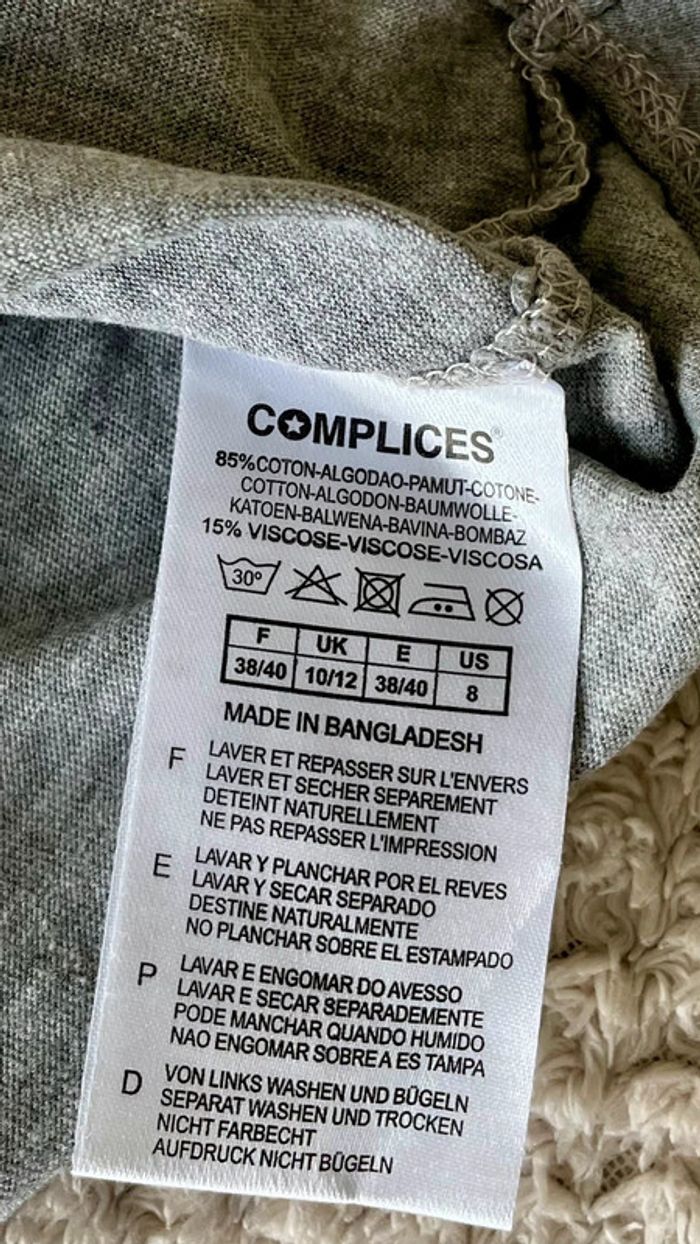 COMPLICES®
85%COTON-ALGODAO-PAMUT-COTONE-
COTTON-ALGODON-BAUMWOLLE-
KATOEN-BALWENA-BAVINA-BOMBAZ
15% VISCOSE-VISCOSE-VISCOSA
30º
F UK E US
38/40 10/12 38/40 8
MADE IN BANGLADESH
F LAVER ET REPASSER SUR L'ENVERS
LAVER ET SECHER SEPAREMENT
DETEINT NATURELLEMENT
NE PAS REPASSER L'IMPRESSION
E LAVAR Y PLANCHAR POR EL REVES
LAVAR Y SECAR SEPARADO
DESTINE NATURALMENTE
NO PLANCHAR SOBRE EL ESTAMPADO
P LAVAR E ENGOMAR DO AVESSO
LAVAR E SECAR SEPARADEMENTE
PODE MANCHAR QUANDO HUMIDO
NAO ENGOMAR SOBRE A ES TAMPA
D VON LINKS WASHEN UND BÜGELN
SEPARAT WASHEN UND TROCKEN
NICHT FARBECHT
AUFDRUCK NICHT BÜGELN